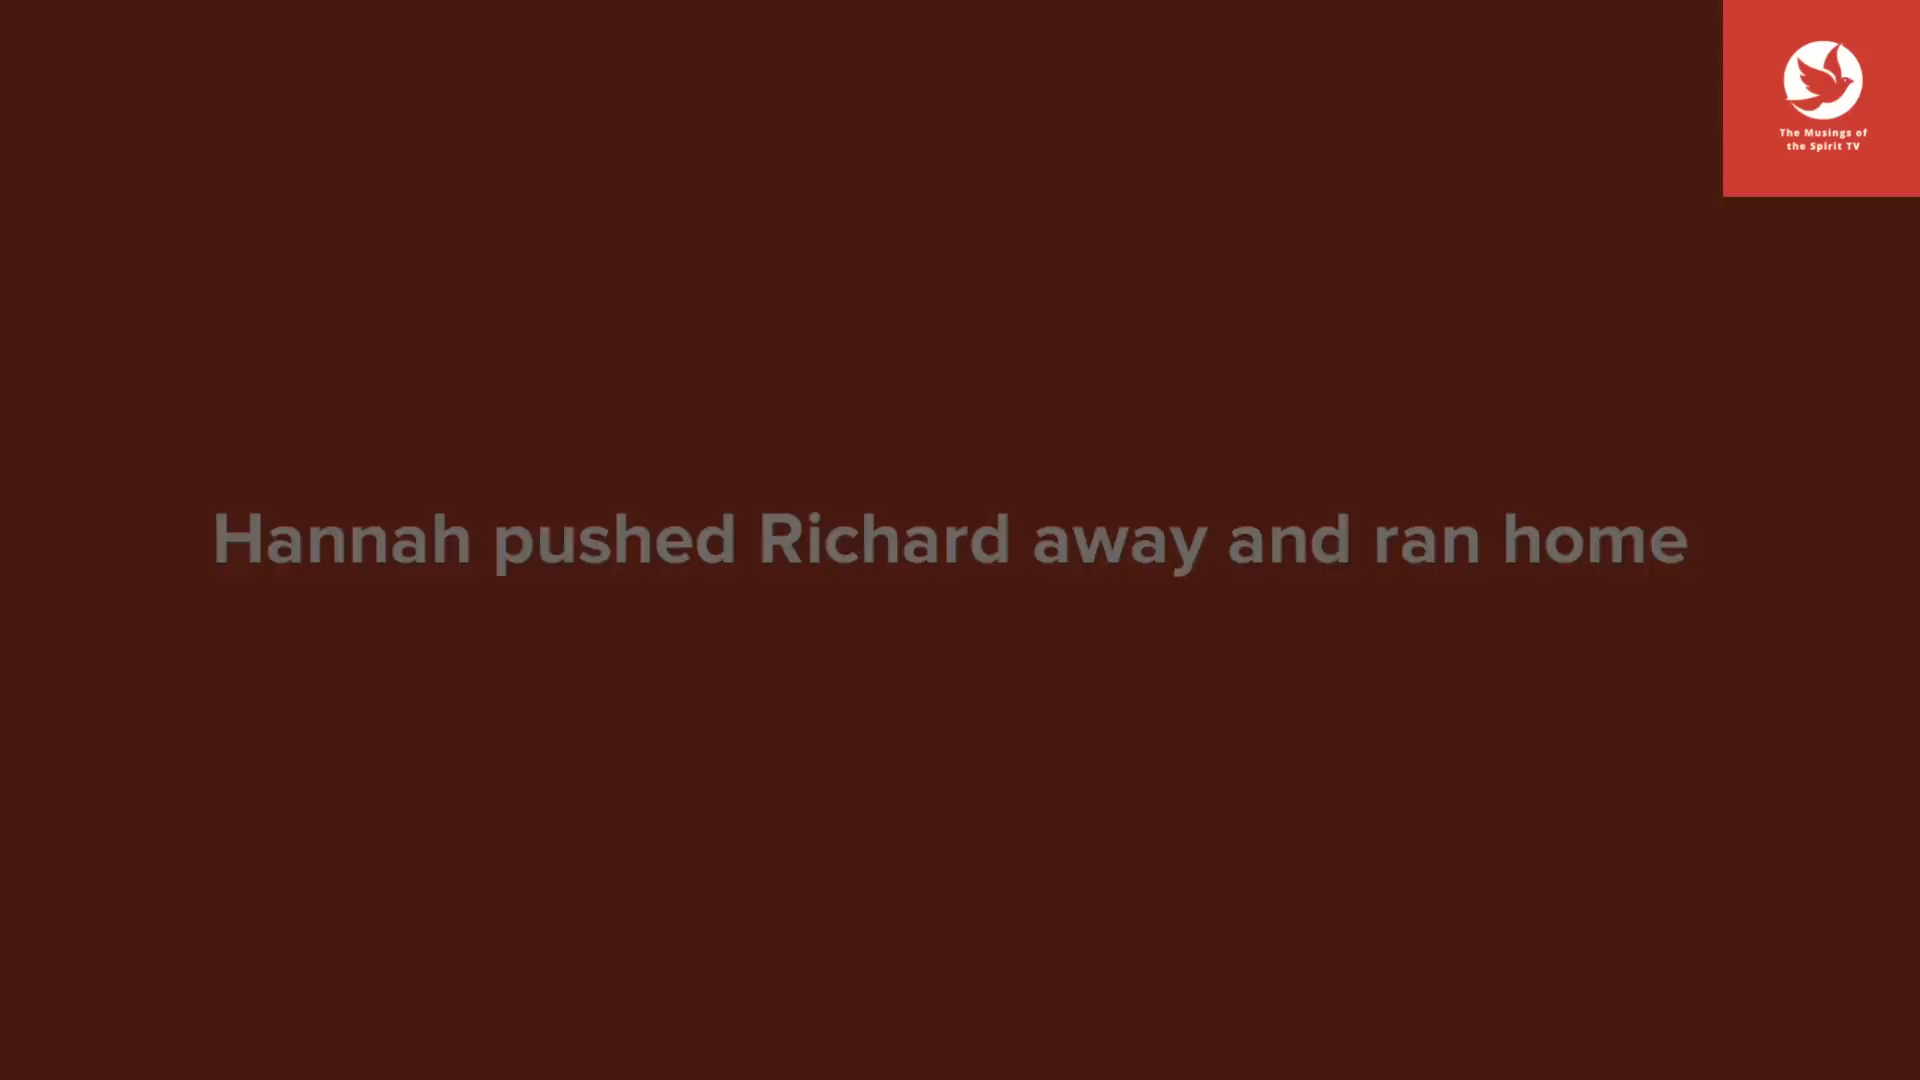 The Musings of
the Spirit TV
Hannah pushed Richard away and ran home